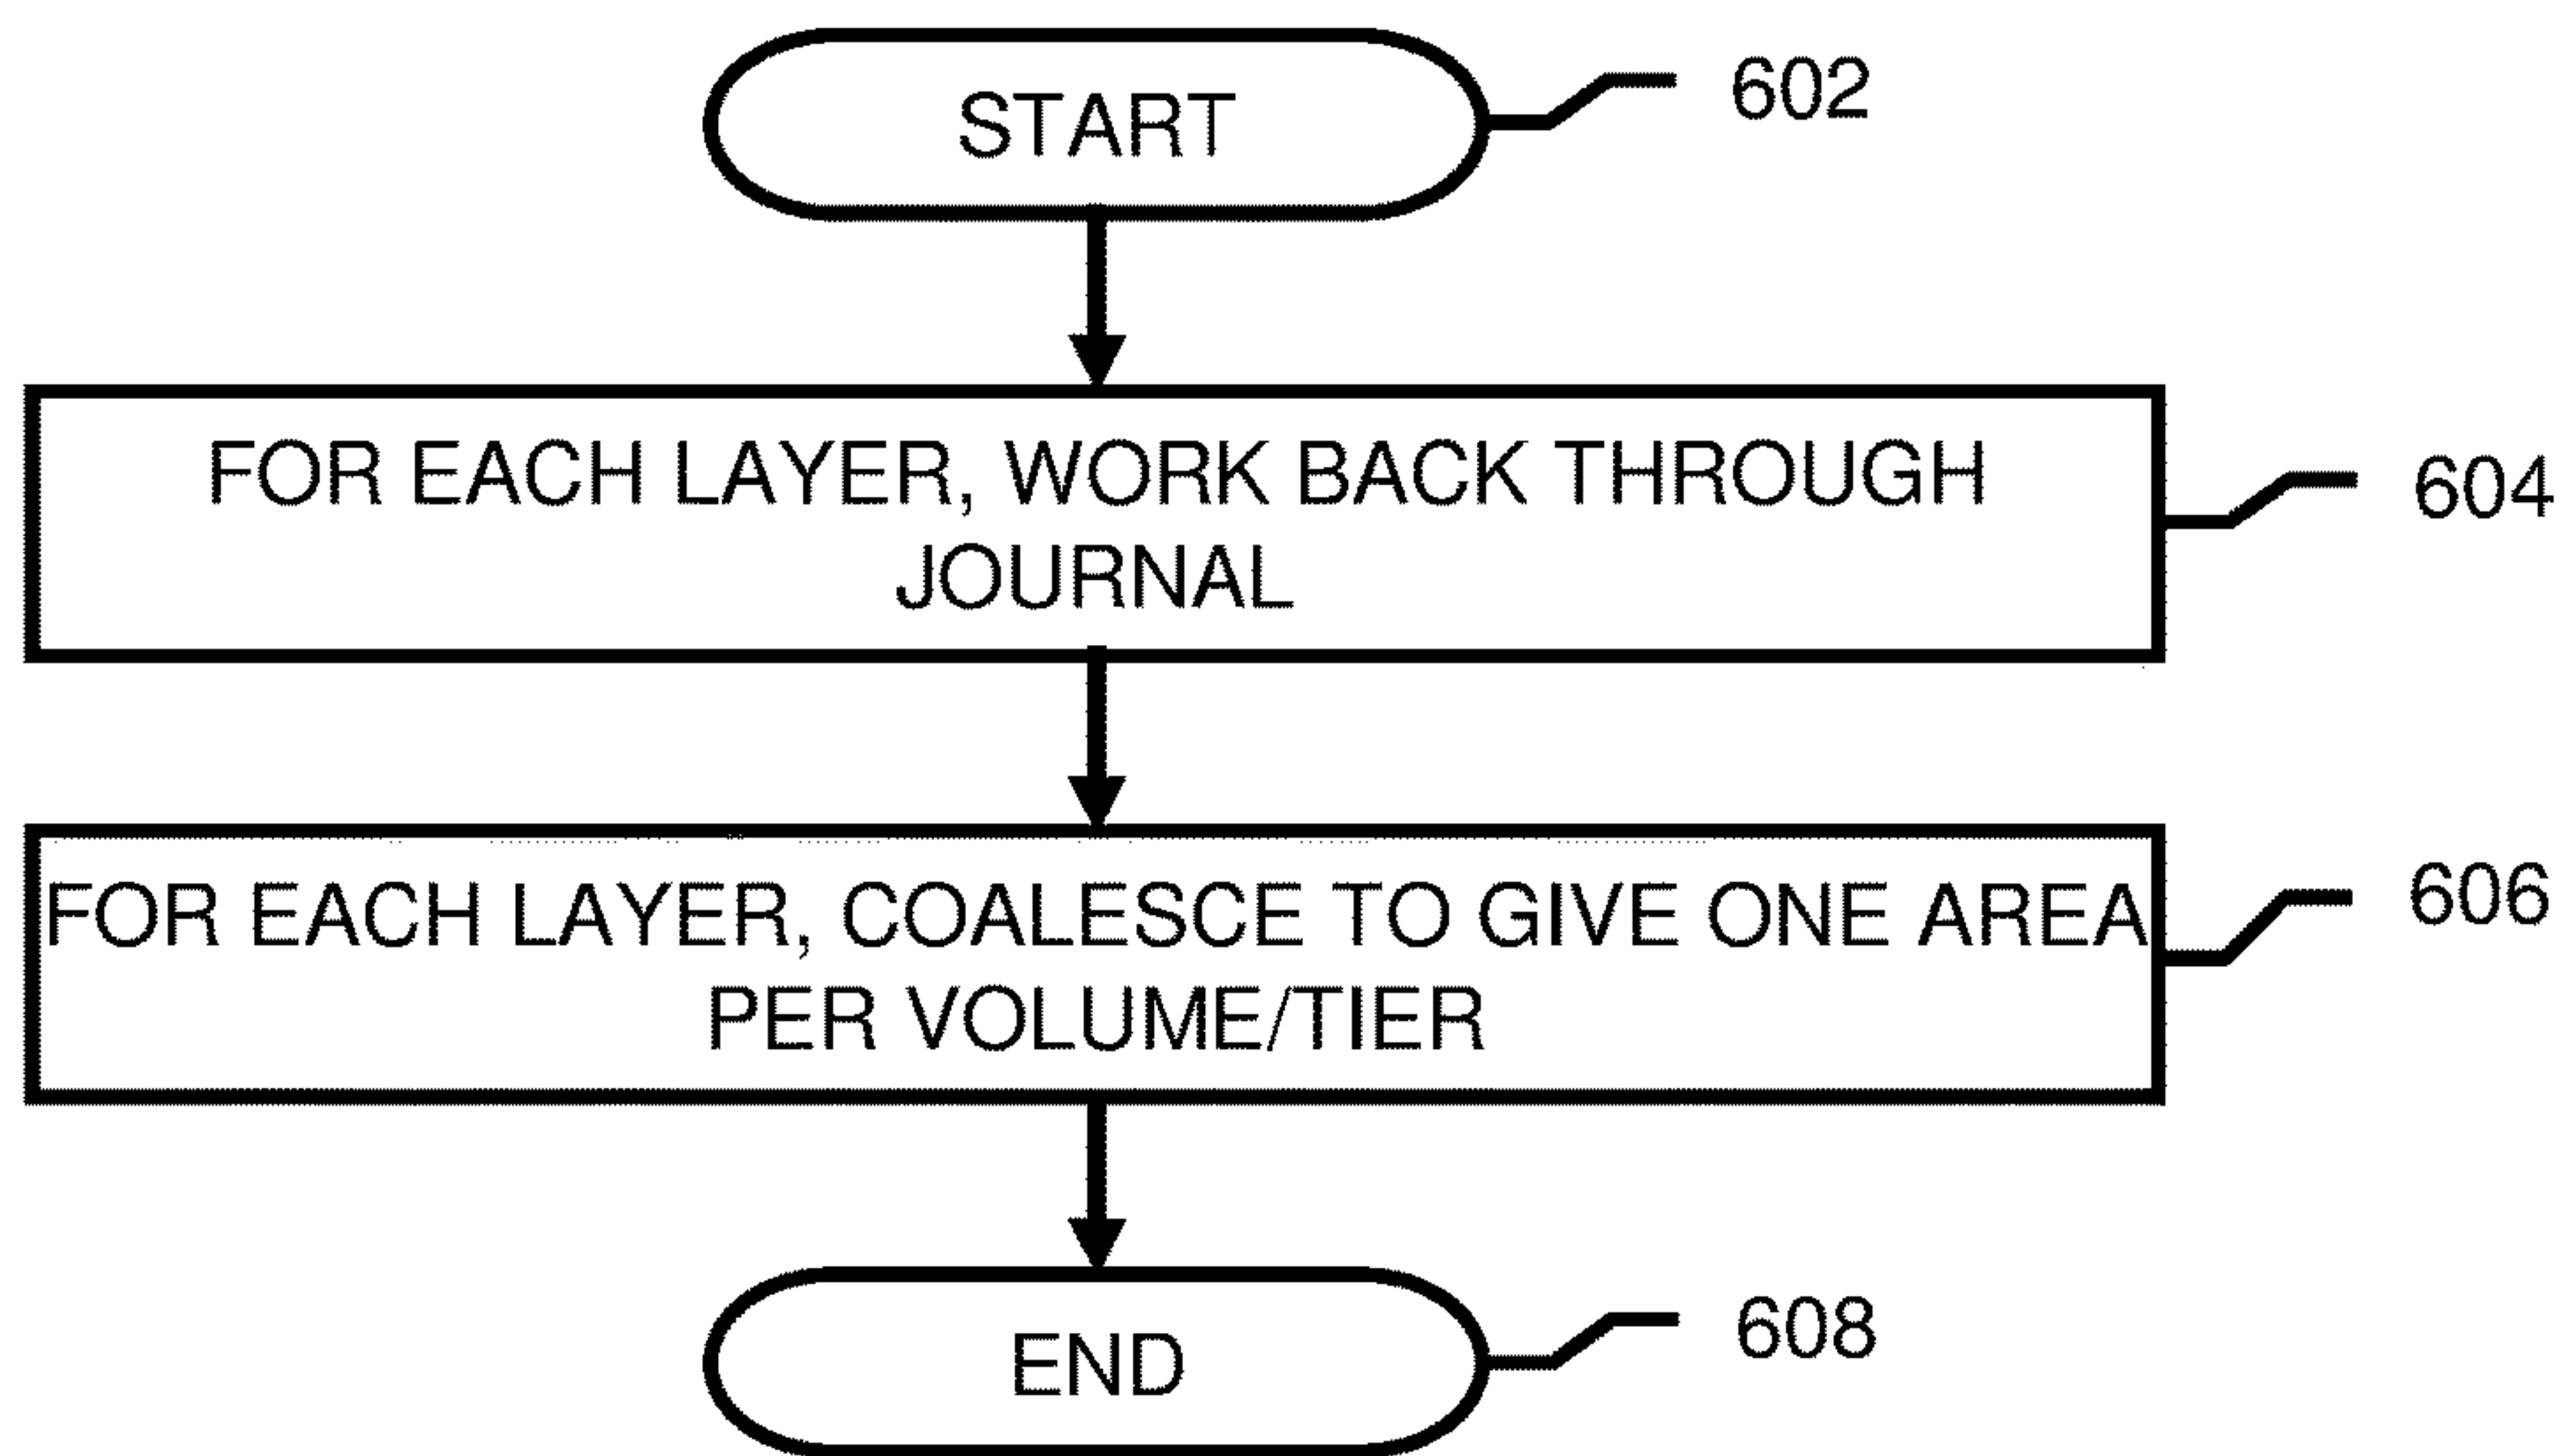 START
602
FOR EACH LAYER, WORK BACK THROUGH
JOURNAL
604
FOR EACH LAYER, COALESCE TO GIVE ONE AREA
PER VOLUME/TIER
606
END
608